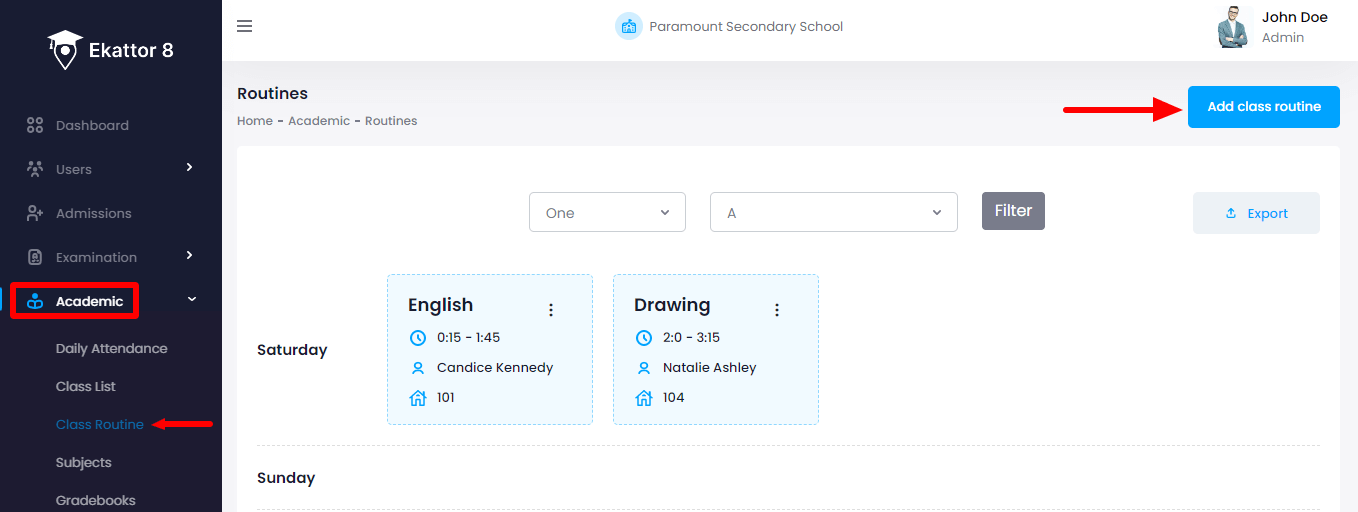 Ekattor 8
Dashboard
Users
Admissions
Examination
Academic
Daily Attendance
Class List
Class Routine
Subjects
Gradebooks
Paramount Secondary School
John Doe
Admin
Routines
Home - Academic - Routines
Add class routine
One
A
Filter
Export
Saturday
English
0:15 - 1:45
Candice Kennedy
101
Drawing
2:0 - 3:15
Natalie Ashley
104
Sunday